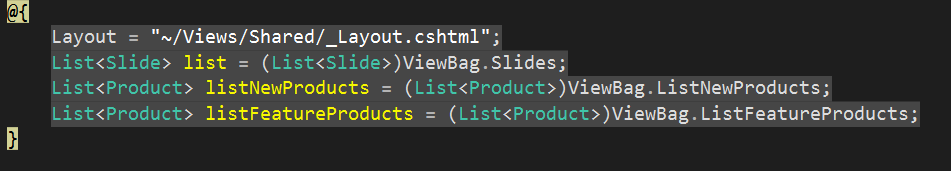 @{
Layout = "~/Views/Shared/_Layout.cshtml";
List<Slide> list = (List<Slide>)ViewBag.Slides;
List<Product> listNewProducts = (List<Product>)ViewBag.ListNewProducts;
List<Product> listFeatureProducts = (List<Product>)ViewBag.ListFeatureProducts;
}